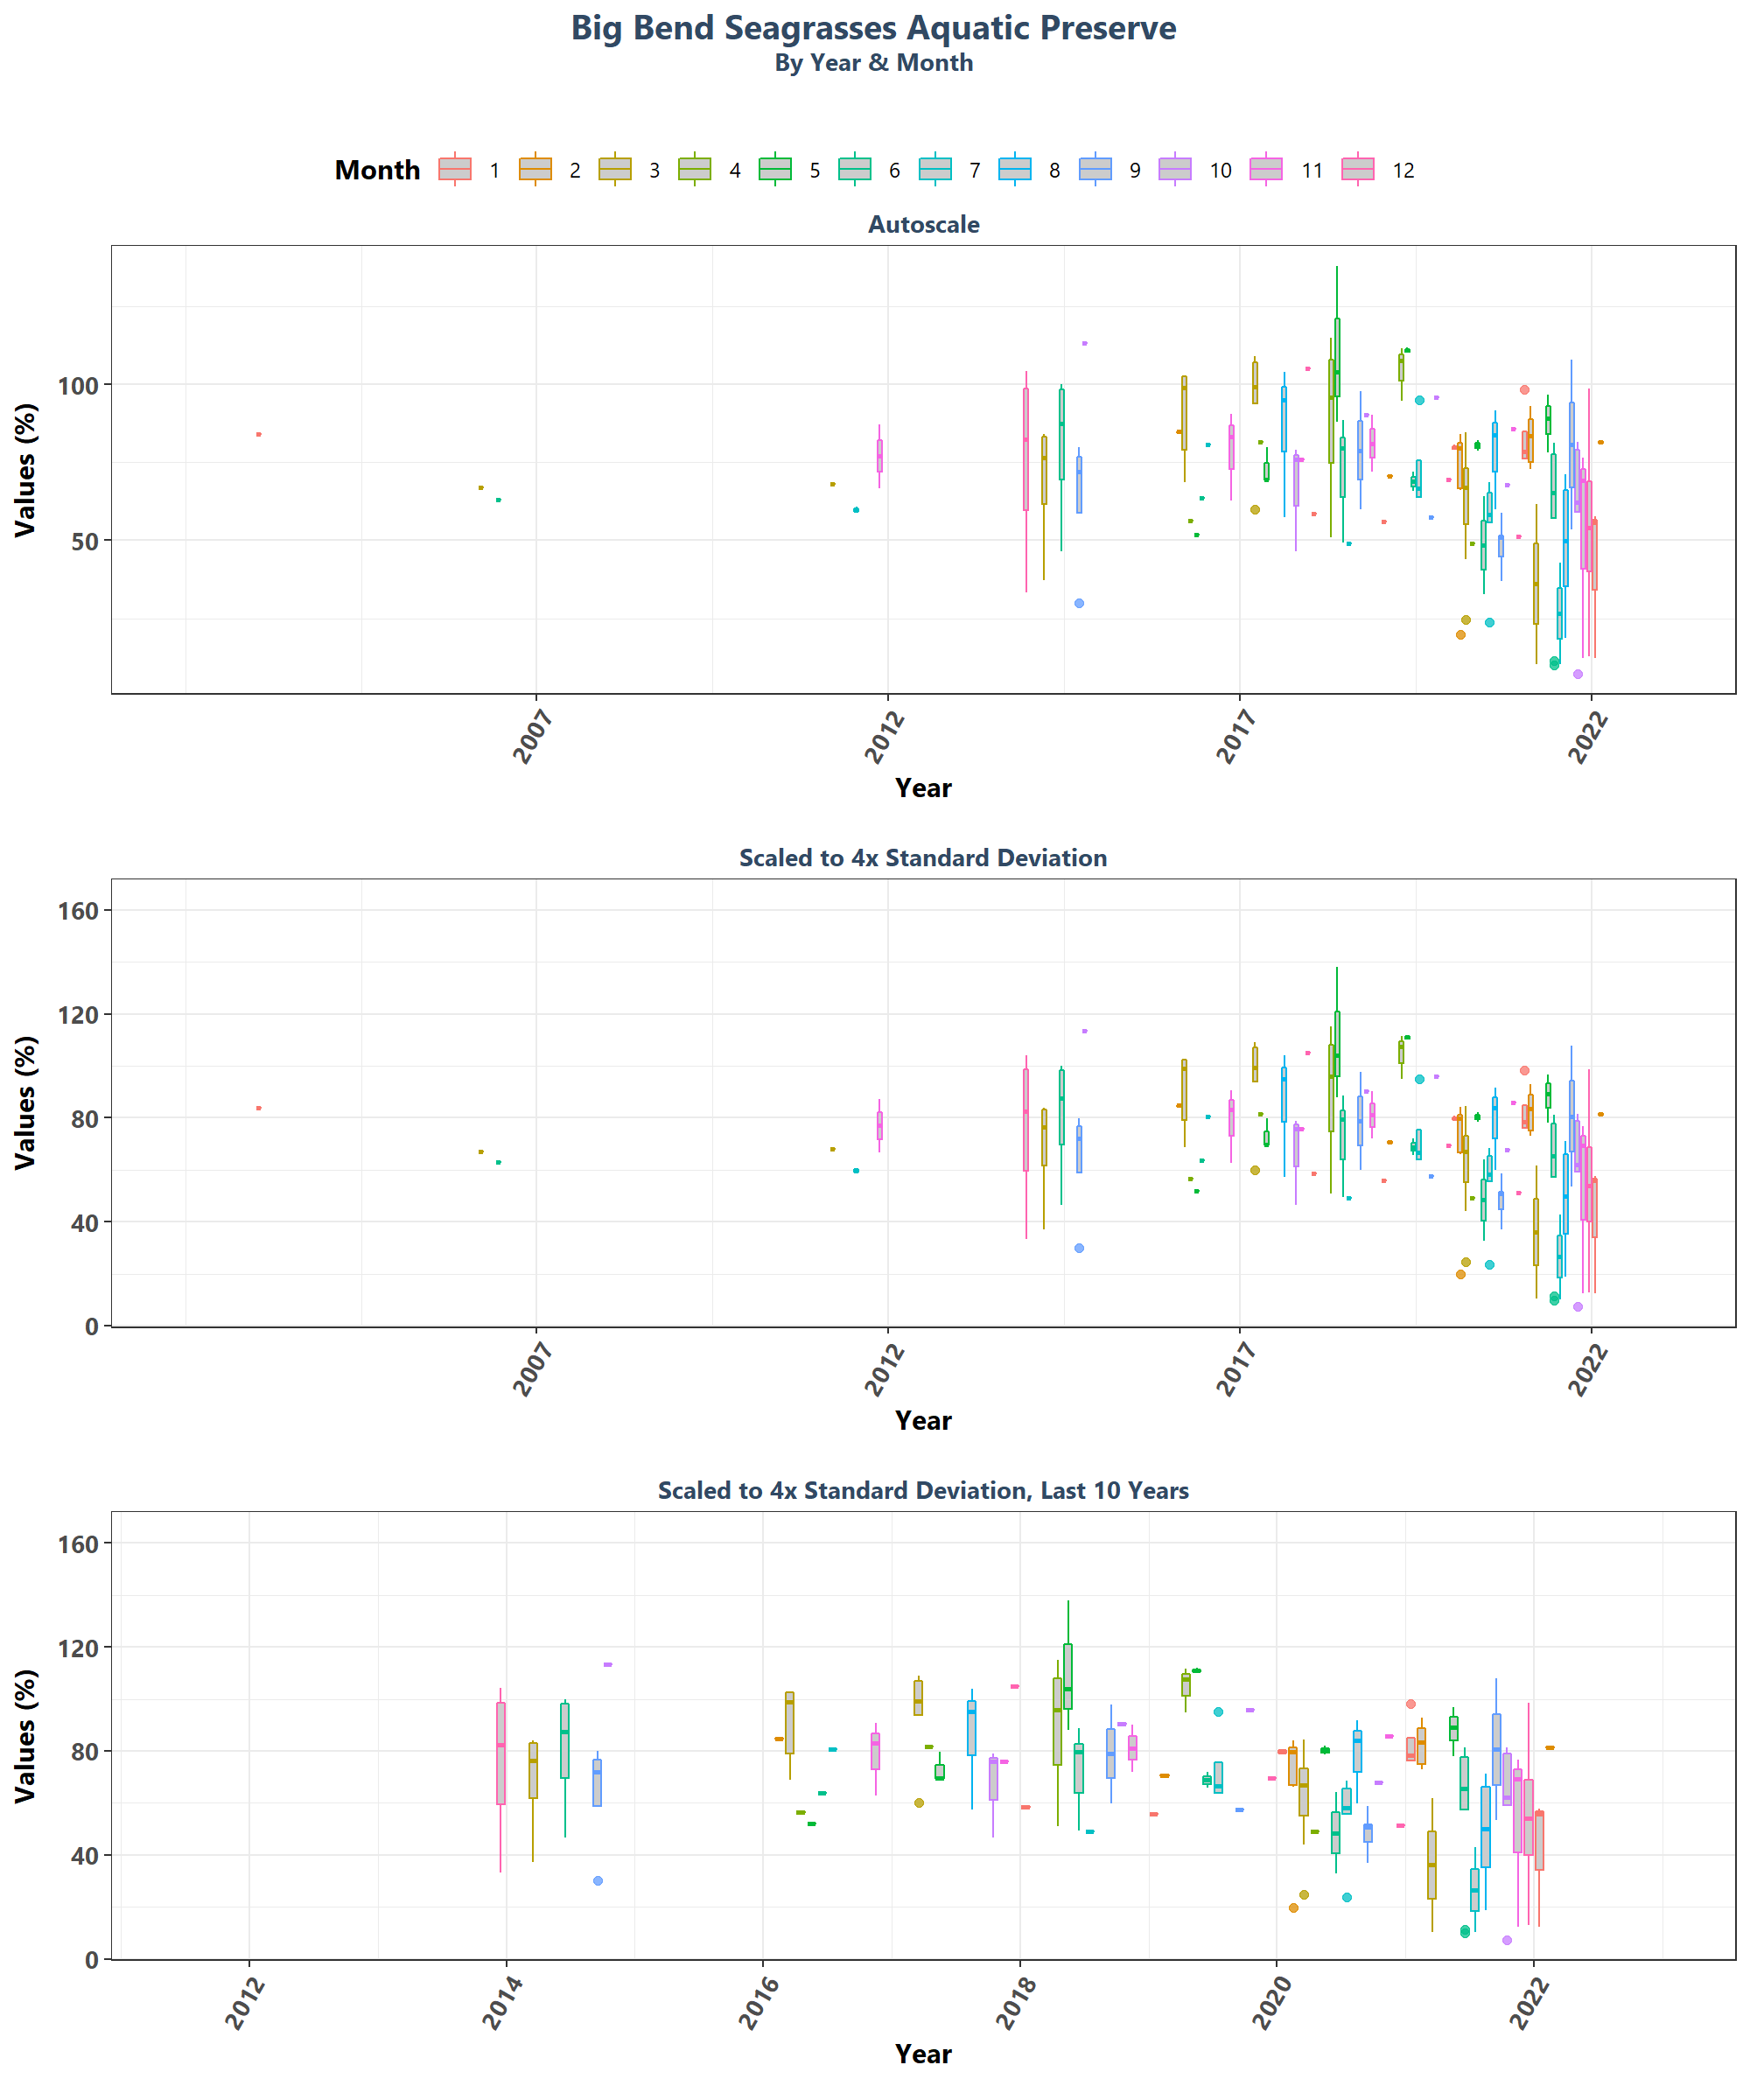 Big Bend Seagrasses Aquatic Preserve
By Year & Month
Month 1 2 3 4 5 6 7 8 9 10 11 12
Autoscale
Values (%)
100
50
2007 2012 2017 2022
Year
Scaled to 4x Standard Deviation
Values (%)
160
120
80
40
0
2007 2012 2017 2022
Year
Scaled to 4x Standard Deviation, Last 10 Years
Values (%)
160
120
80
40
0
2012 2014 2016 2018 2020 2022
Year